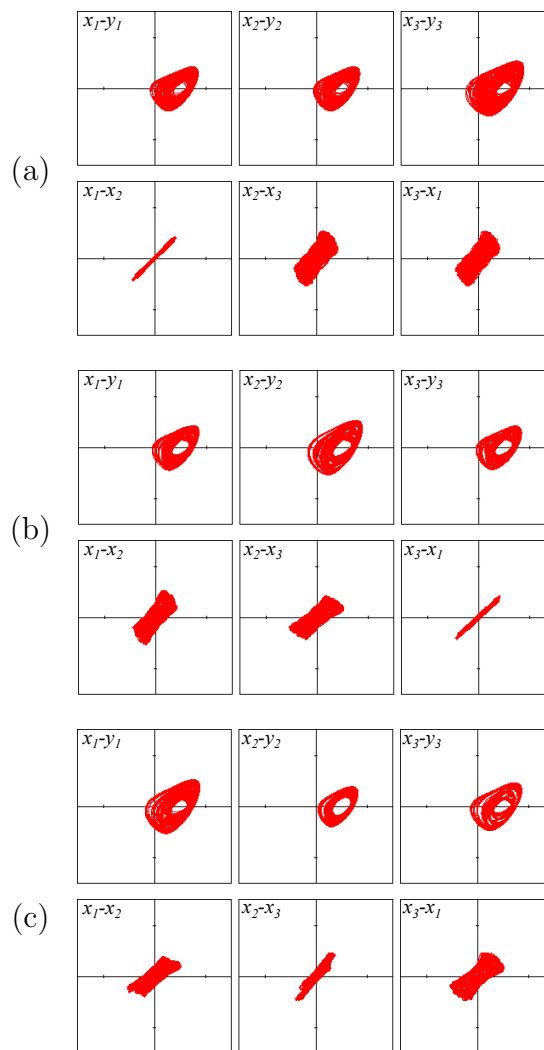 x₁-y₁ x₂-y₂ x₃-y₃
(a)
x₁-x₂ x₂-x₃ x₃-x₁
x₁-y₁ x₂-y₂ x₃-y₃
(b)
x₁-x₂ x₂-x₃ x₃-x₁
x₁-y₁ x₂-y₂ x₃-y₃
(c)
x₁-x₂ x₂-x₃ x₃-x₁